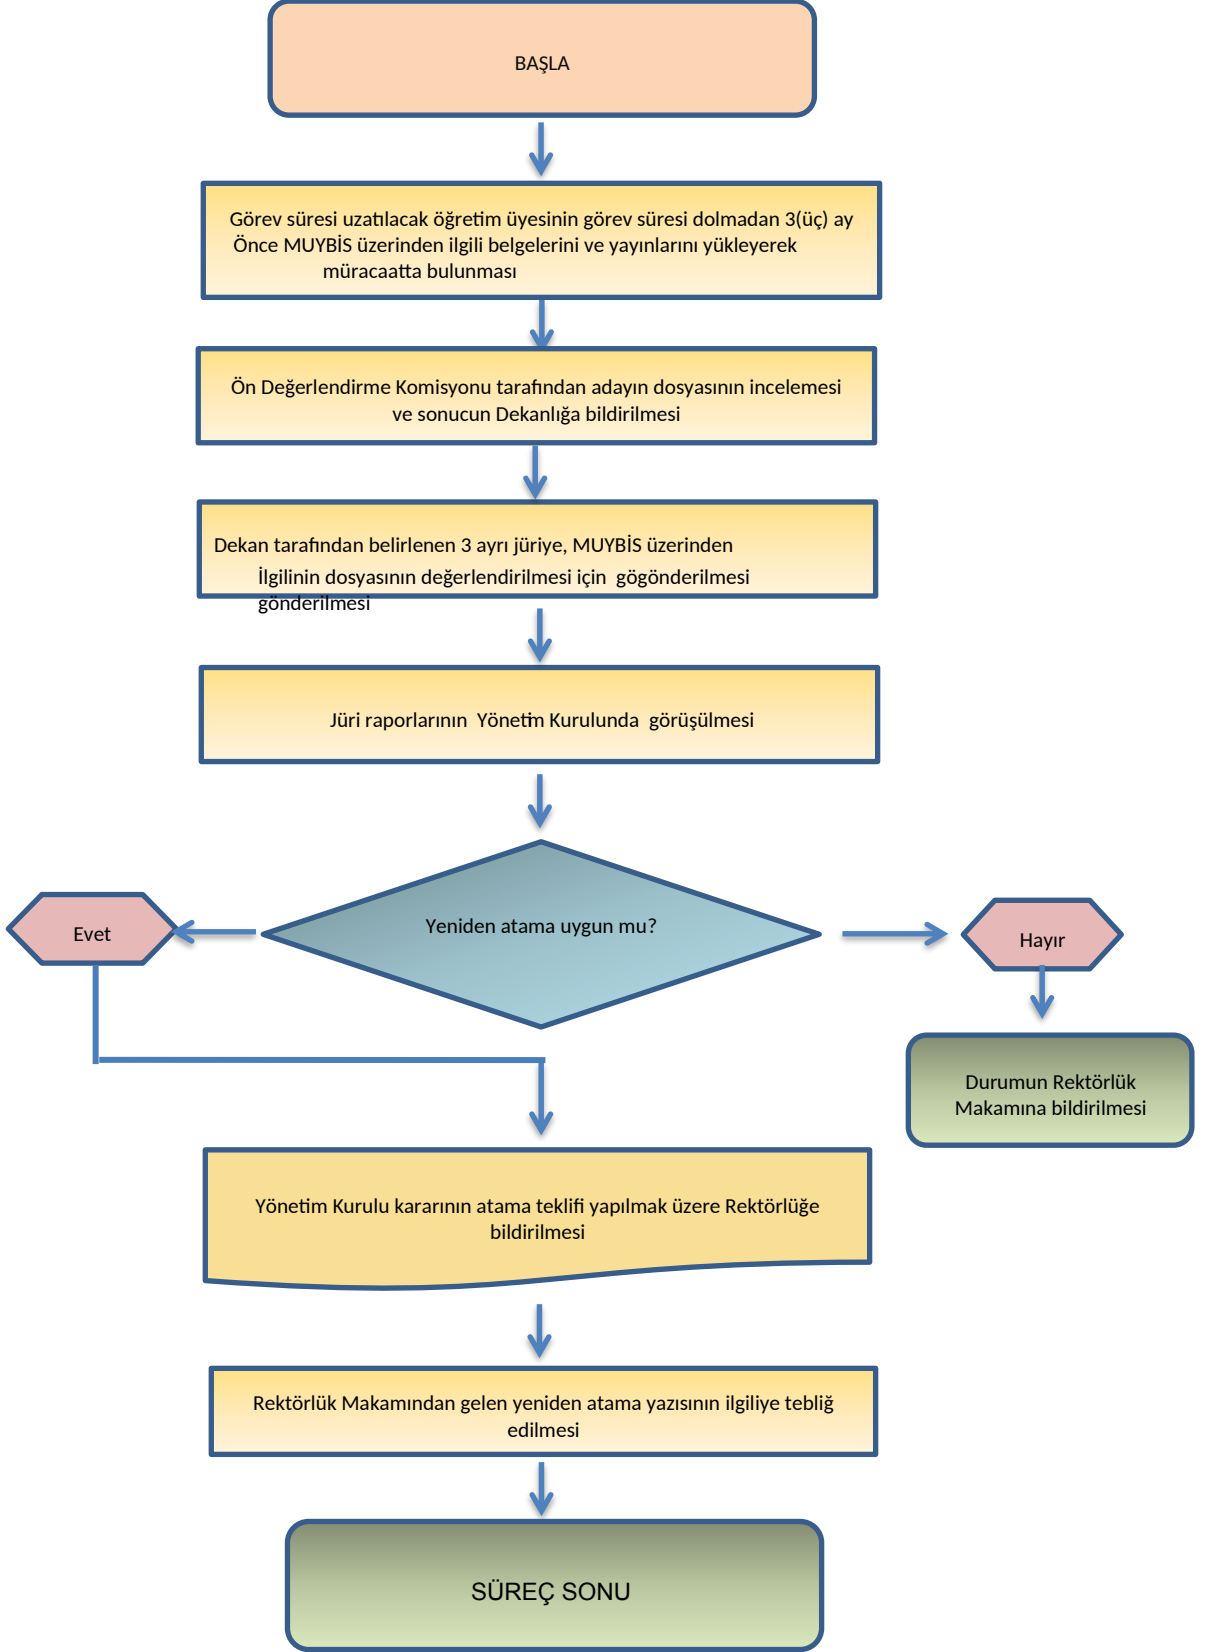 BAŞLA
Görev süresi uzatılacak öğretim üyesinin görev süresi dolmadan 3(üç) ay
Önce MUYBİS üzerinden ilgili belgelerini ve yayınlarını yükleyerek
müracaatta bulunması
Ön Değerlendirme Komisyonu tarafından adayın dosyasının incelemesi
ve sonucun Dekanlığa bildirilmesi
Dekan tarafından belirlenen 3 ayrı jüriye, MUYBİS üzerinden
İlgilinin dosyasının değerlendirilmesi için  gögönderilmesi
gönderilmesi
Jüri raporlarının  Yönetim Kurulunda  görüşülmesi
Yeniden atama uygun mu?
Evet
Hayır
Durumun Rektörlük
Makamına bildirilmesi
Yönetim Kurulu kararının atama teklifi yapılmak üzere Rektörlüğe
bildirilmesi
Rektörlük Makamından gelen yeniden atama yazısının ilgiliye tebliğ
edilmesi
SÜREÇ SONU